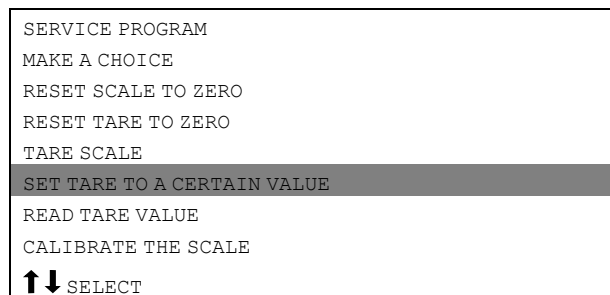 SERVICE PROGRAM
MAKE A CHOICE
RESET SCALE TO ZERO
RESET TARE TO ZERO
TARE SCALE
SET TARE TO A CERTAIN VALUE
READ TARE VALUE
CALIBRATE THE SCALE
⬆⬇ SELECT